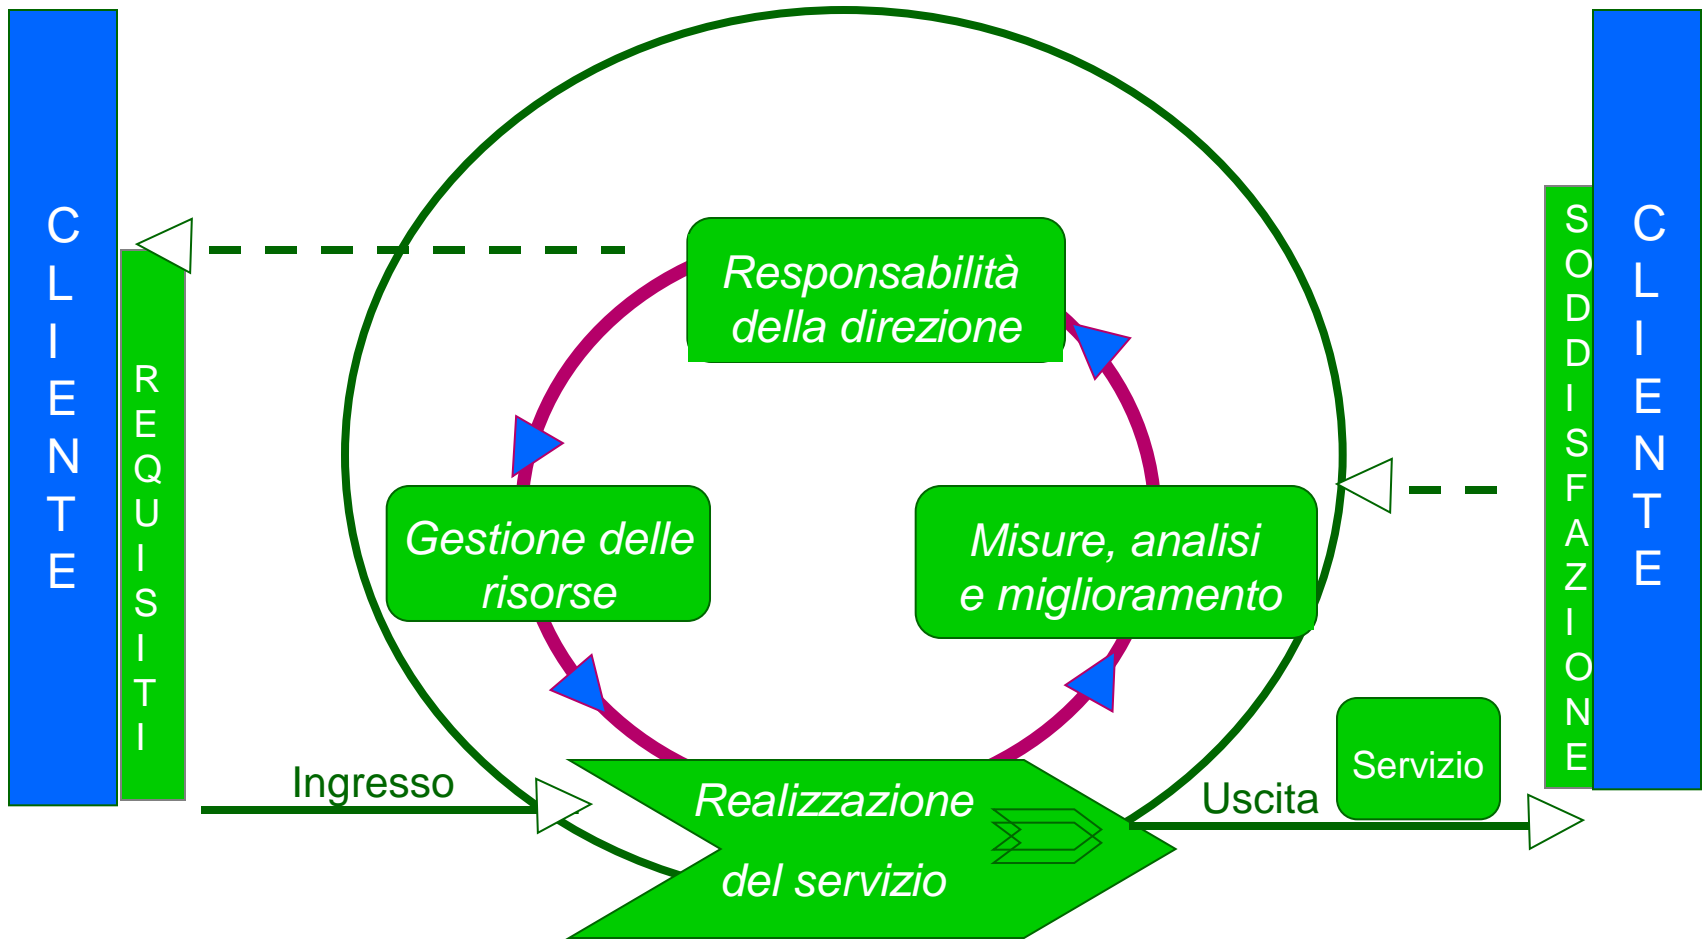 CLIENTE
REQUISITI
Responsabilità
della direzione
Gestione delle
risorse
Misure, analisi
e miglioramento
Ingresso
Realizzazione
del servizio
Uscita
Servizio
SODDISFAZIONE
CLIENTE